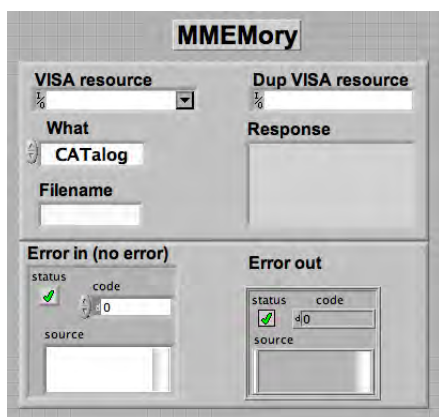 MMEMory
VISA resource
Dup VISA resource
I/O
I/O
What
Response
CATalog
Filename
Error in (no error)
Error out
status
code
0
source
status
code
0
source